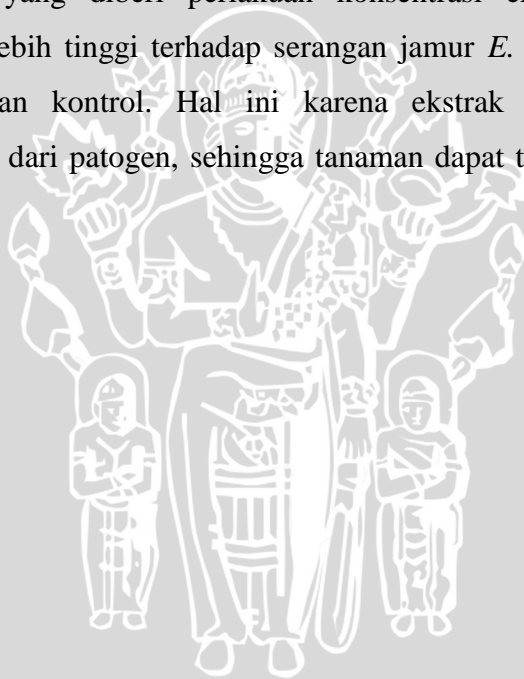 yang diberi perlakuan konsentrasi
ebih tinggi terhadap serangan jamur E.
an kontrol. Hal ini karena ekstrak
dari patogen, sehingga tanaman dapat t